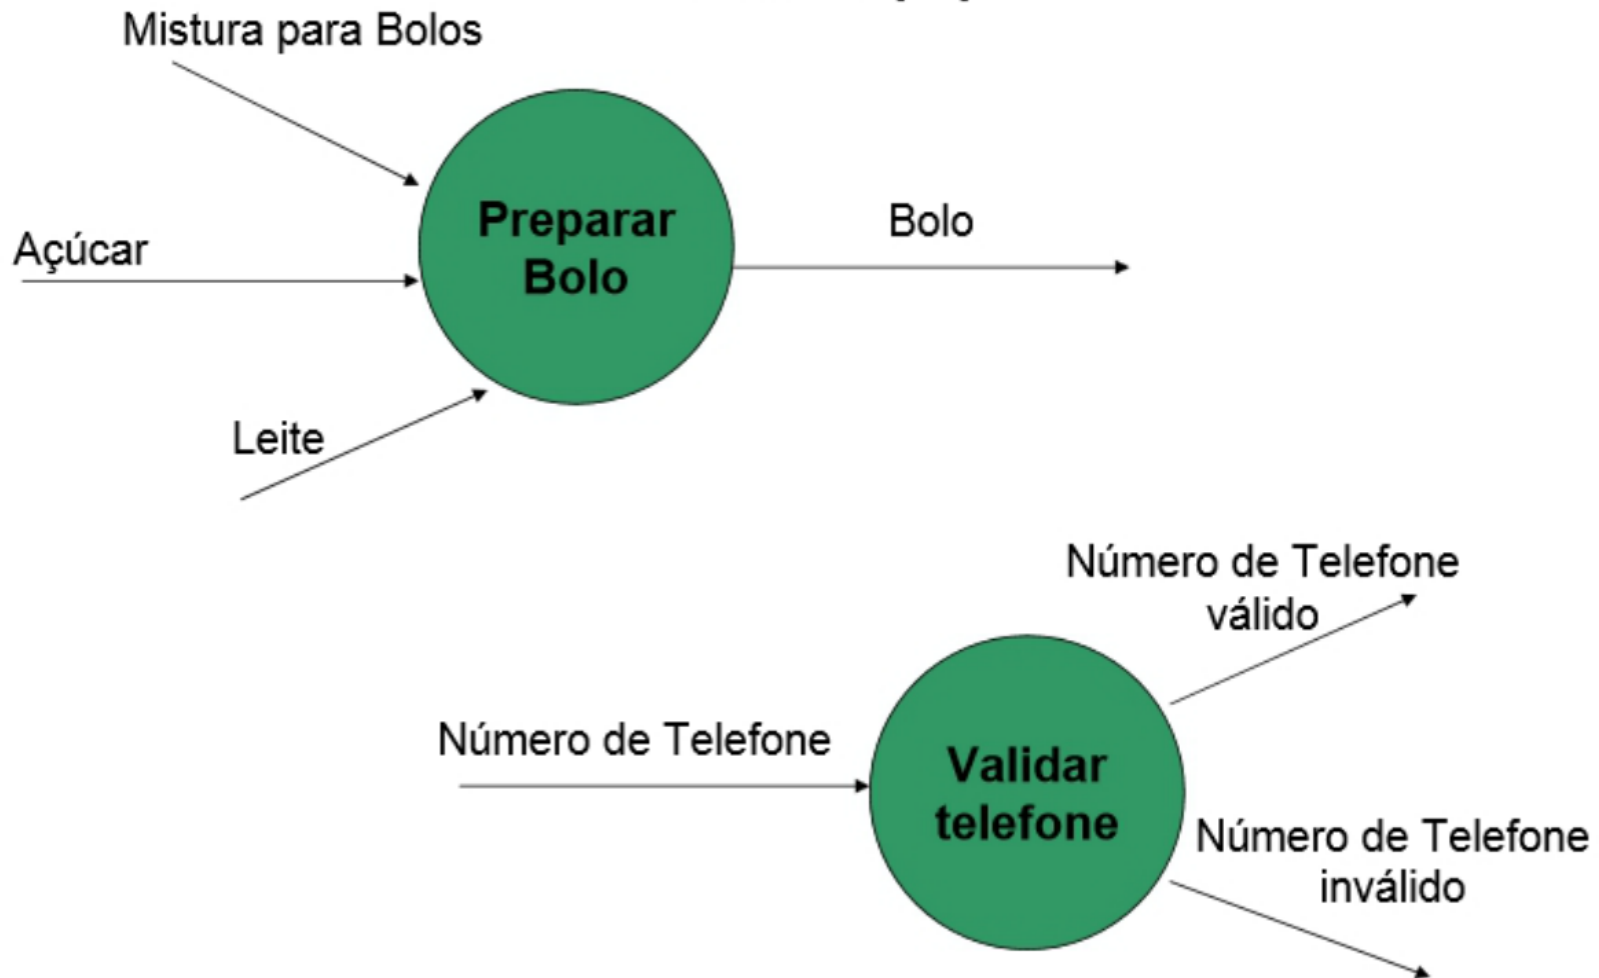 Mistura para Bolos
Açúcar
Preparar
Bolo
Bolo
Leite
Número de Telefone
válido
Número de Telefone
Validar
telefone
Número de Telefone
inválido